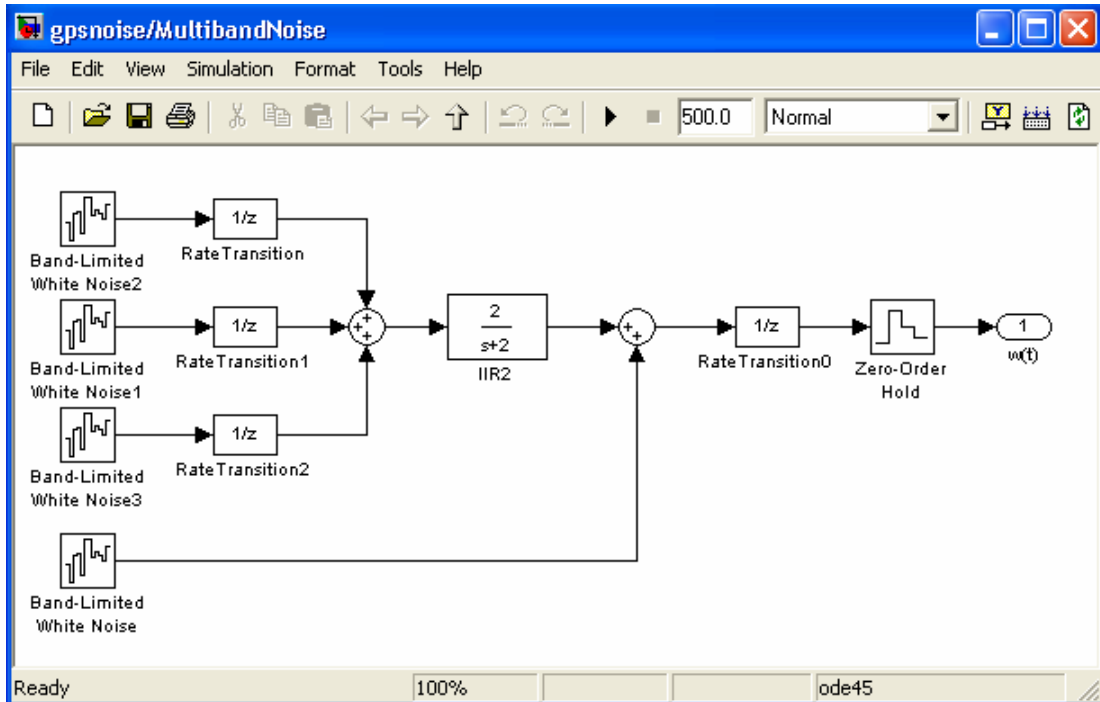 gpsnoise/MultibandNoise
File Edit View Simulation Format Tools Help
500.0 Normal
Band-Limited
White Noise2
1/z
RateTransition
Band-Limited
White Noise1
1/z
RateTransition1
Band-Limited
White Noise3
1/z
RateTransition2
Band-Limited
White Noise
+
+
+
2
s+2
IIR2
+
+
1/z
RateTransition0
Zero-Order
Hold
1
w(t)
Ready 100% ode45